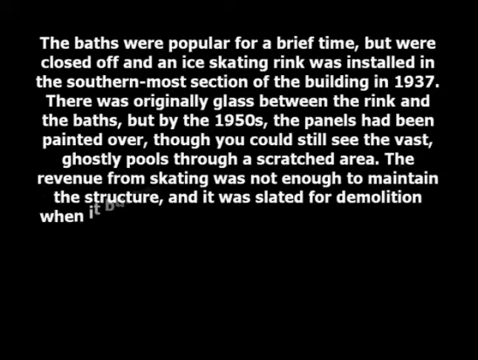 The baths were popular for a brief time, but were
closed off and an ice skating rink was installed in
the southern-most section of the building in 1937.
There was originally glass between the rink and
the baths, but by the 1950s, the panels had been
painted over, though you could still see the vast,
ghostly pools through a scratched area. The
revenue from skating was not enough to maintain
the structure, and it was slated for demolition
when it